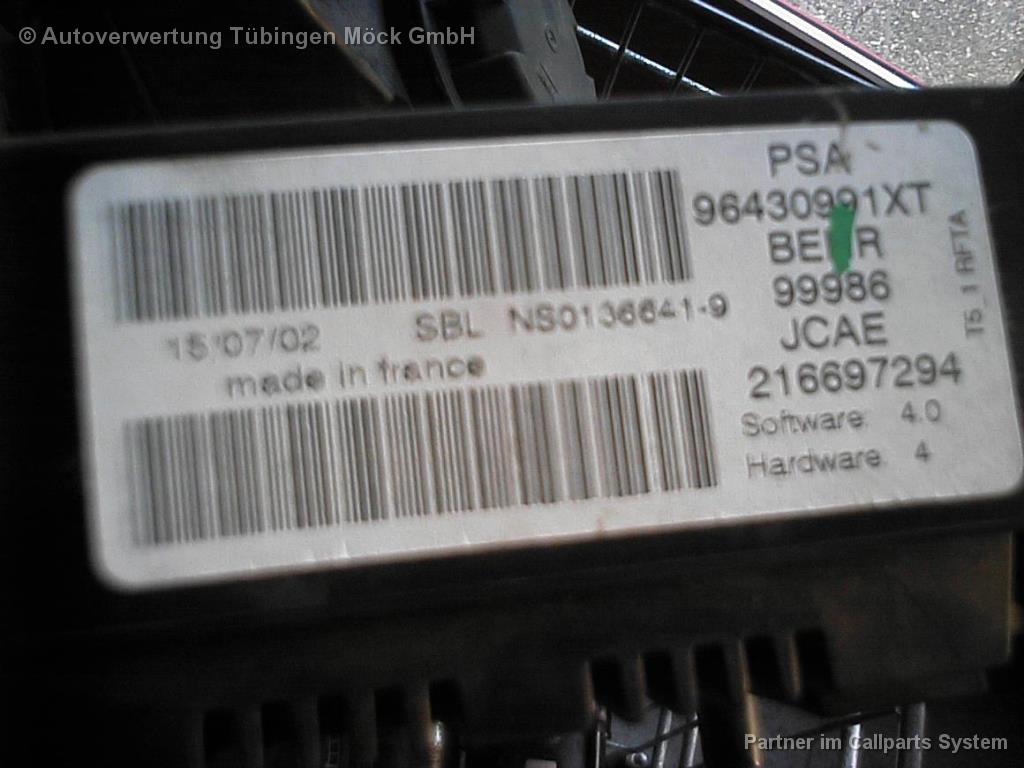 © Autoverwertung Tübingen Möck GmbH
PSA
96430991XT
99986
JCAE
216697294
Software: 4.0
Hardware: 4
T5_1 RFTA
15/07/02 SBL NS0136641-9
made in france
Partner im Callparts System